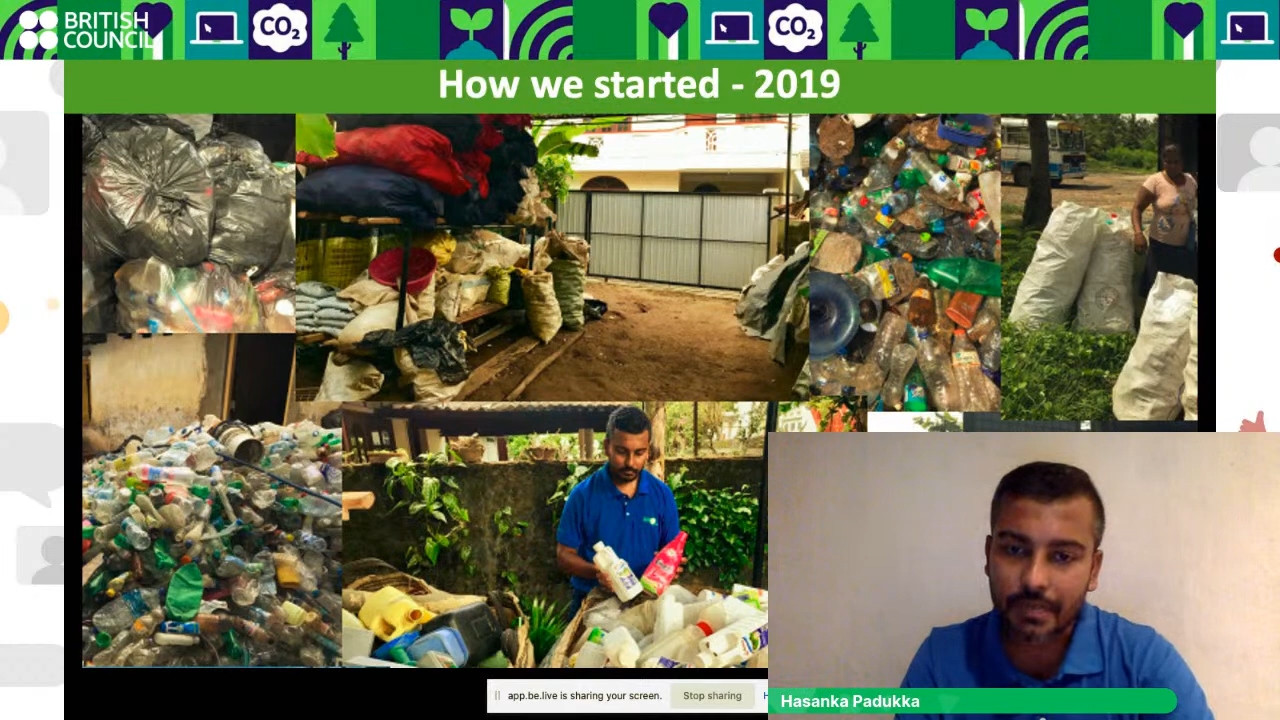 BRITISH
COUNCIL
CO₂
CO₂
How we started - 2019
app.be.live is sharing your screen.
Stop sharing
H
Hasanka Padukka